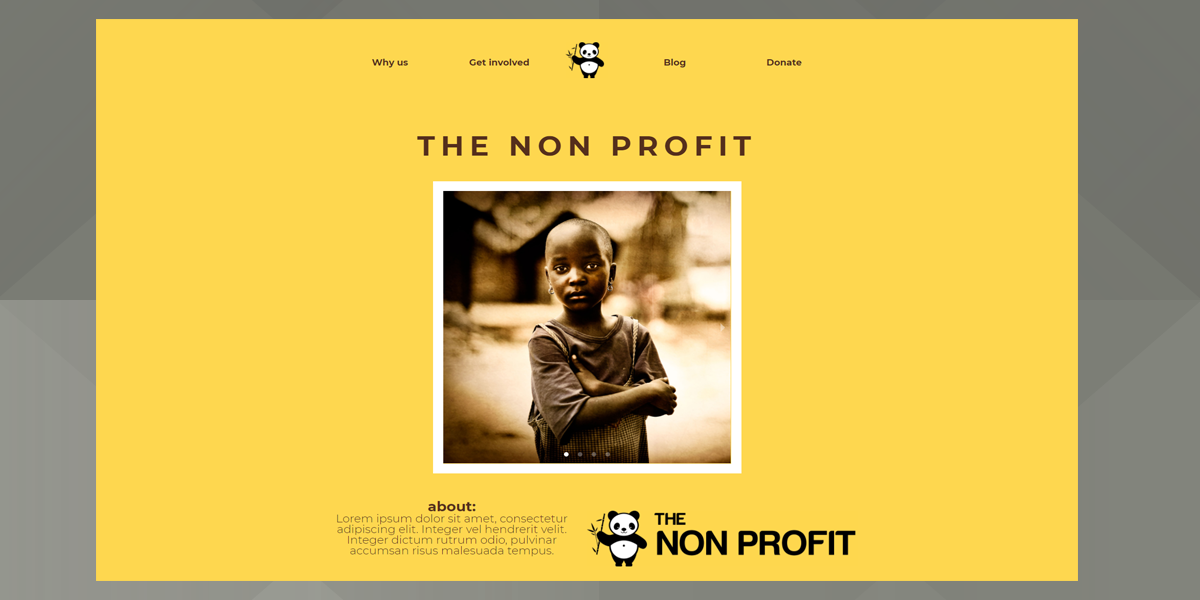 Why us
Get involved
Blog
Donate
THE NON PROFIT
about:
Lorem ipsum dolor sit amet, consectetur
adipiscing elit. Integer vel hendrerit velit.
Integer dictum rutrum odio, pulvinar
accumsan risus malesuada tempus.
THE
NON PROFIT